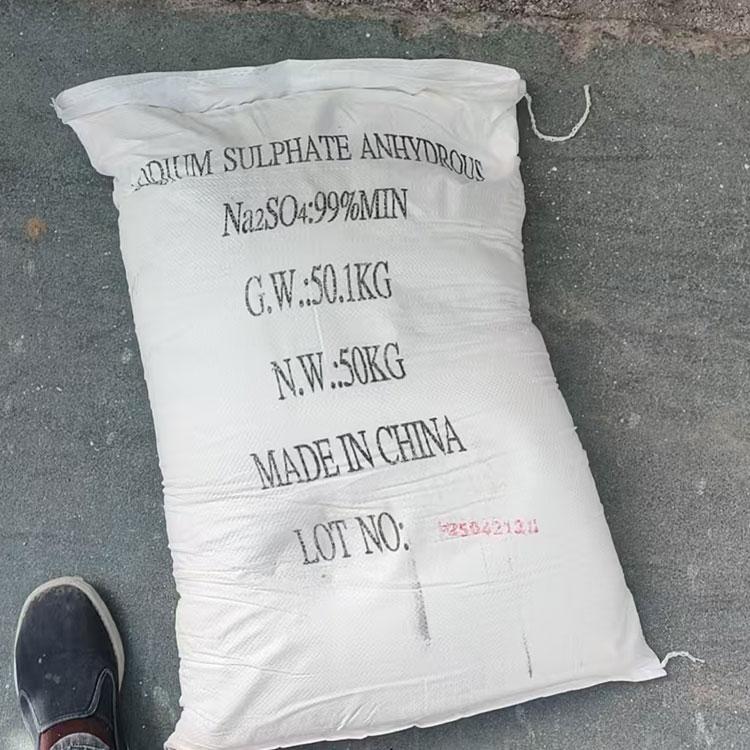 SULPHATE ANHYDROUS
Na2SO4:99%MIN
G.W.:50.1KG
N.W.:50KG
MADE IN CHINA
LOT NO: